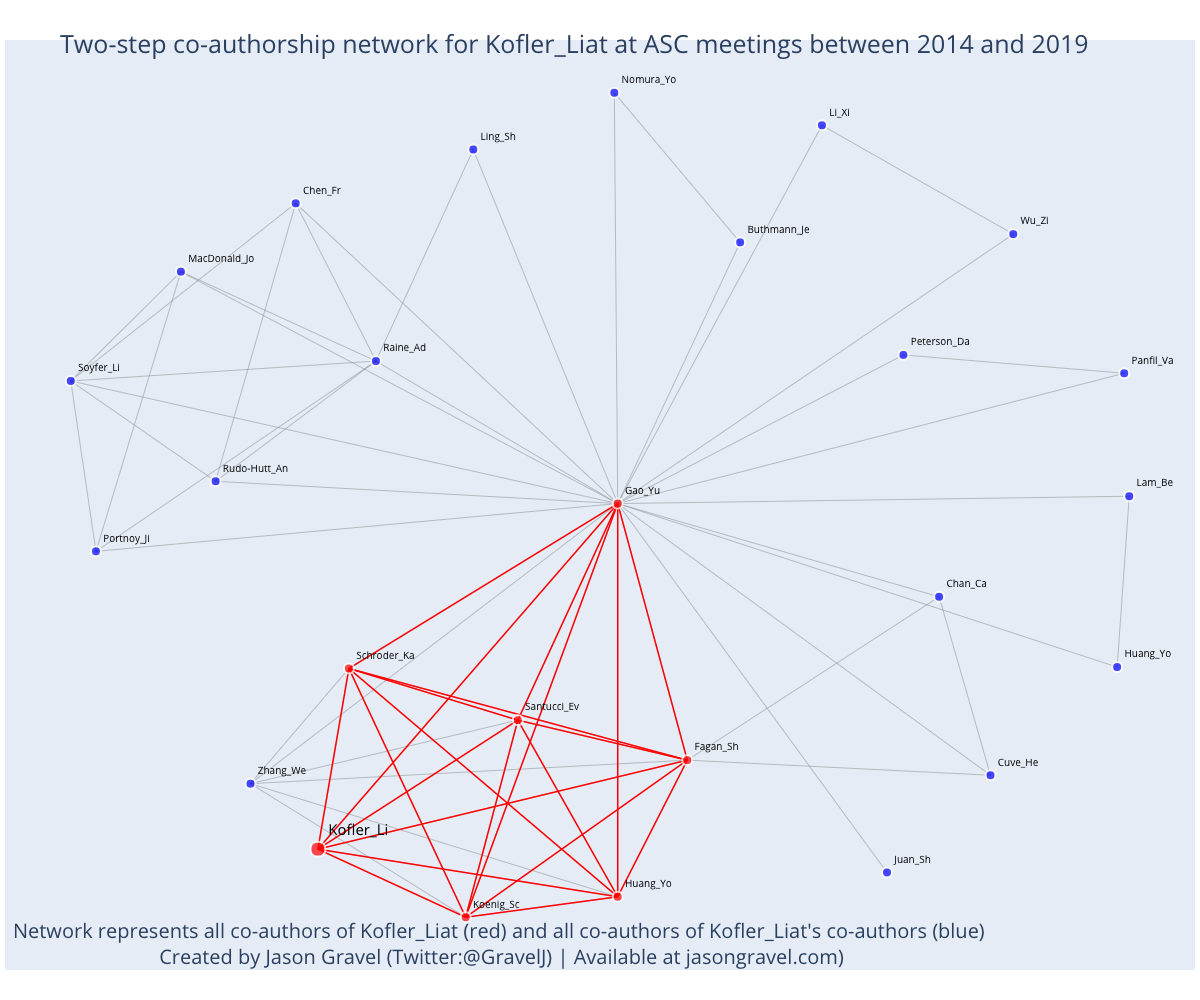 Two-step co-authorship network for Kofler_Liat at ASC meetings between 2014 and 2019
Nomura_Yo
Li_Xi
Ling_Sh
Chen_Fr
Wu_Zi
Buthmann_Je
MacDonald_Jo
Raine_Ad
Peterson_Da
Panfil_Va
Soyfer_Li
Rudo-Hutt_An
Gao_Yu
Lam_Be
Portnoy_Ji
Chan_Ca
Schroder_Ka
Huang_Yo
Santucci_Ev
Fagan_Sh
Cuve_He
Zhang_We
Kofler_Li
Juan_Sh
Huang_Yo
Koenig_Sc
Network represents all co-authors of Kofler_Liat (red) and all co-authors of Kofler_Liat's co-authors (blue)
Created by Jason Gravel (Twitter:@GravelJ) | Available at jasongravel.com)